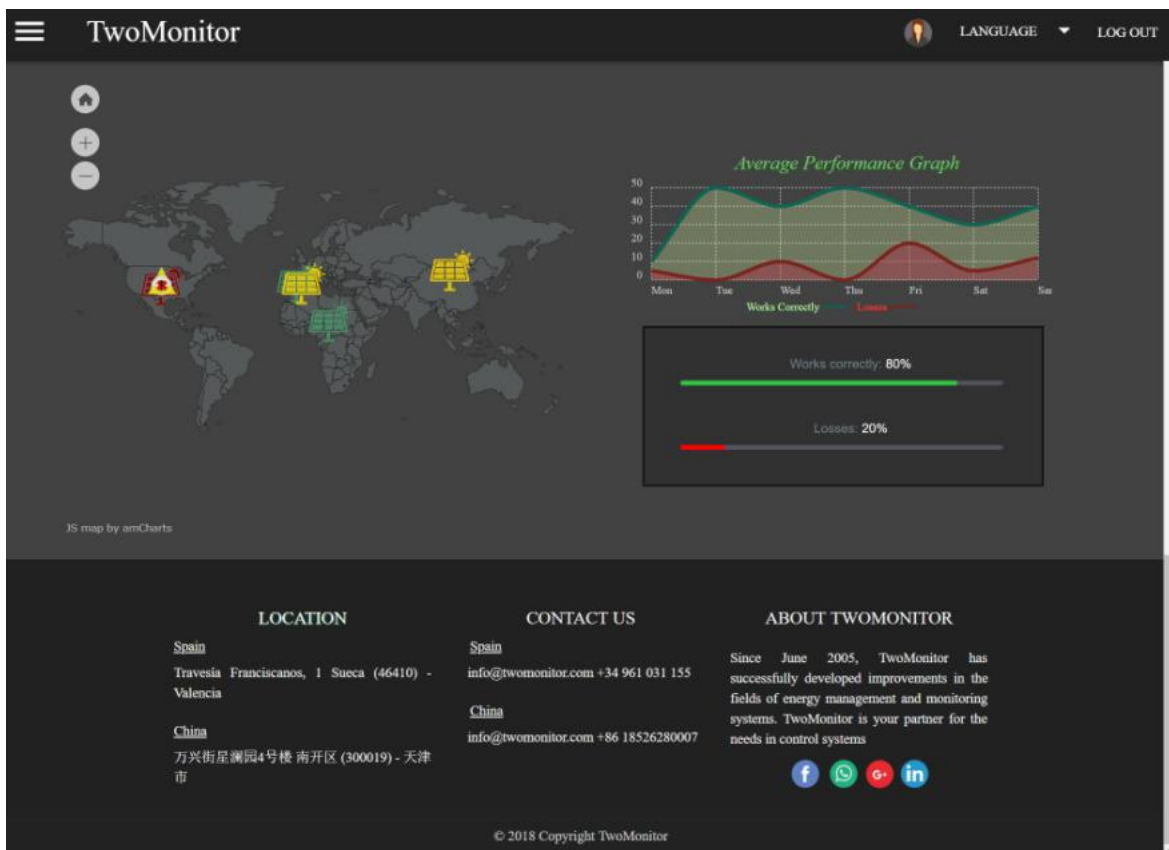 TwoMonitor
LANGUAGE
LOG OUT
Average Performance Graph
50
40
30
20
10
0
Mon Tue Wed Thu Fri Sat Sun
Works Correctly Losses
Works correctly: 80%
Losses: 20%
JS map by amCharts
LOCATION
Spain
Travesía Franciscanos, 1 Sueca (46410) -
Valencia
China
万兴街星澜园4号楼 南开区 (300019) - 天津
市
CONTACT US
Spain
info@twomonitor.com +34 961 031 155
China
info@twomonitor.com +86 18526280007
ABOUT TWOMONITOR
Since June 2005, TwoMonitor has
successfully developed improvements in the
fields of energy management and monitoring
systems. TwoMonitor is your partner for the
needs in control systems
f
G+
in
© 2018 Copyright TwoMonitor